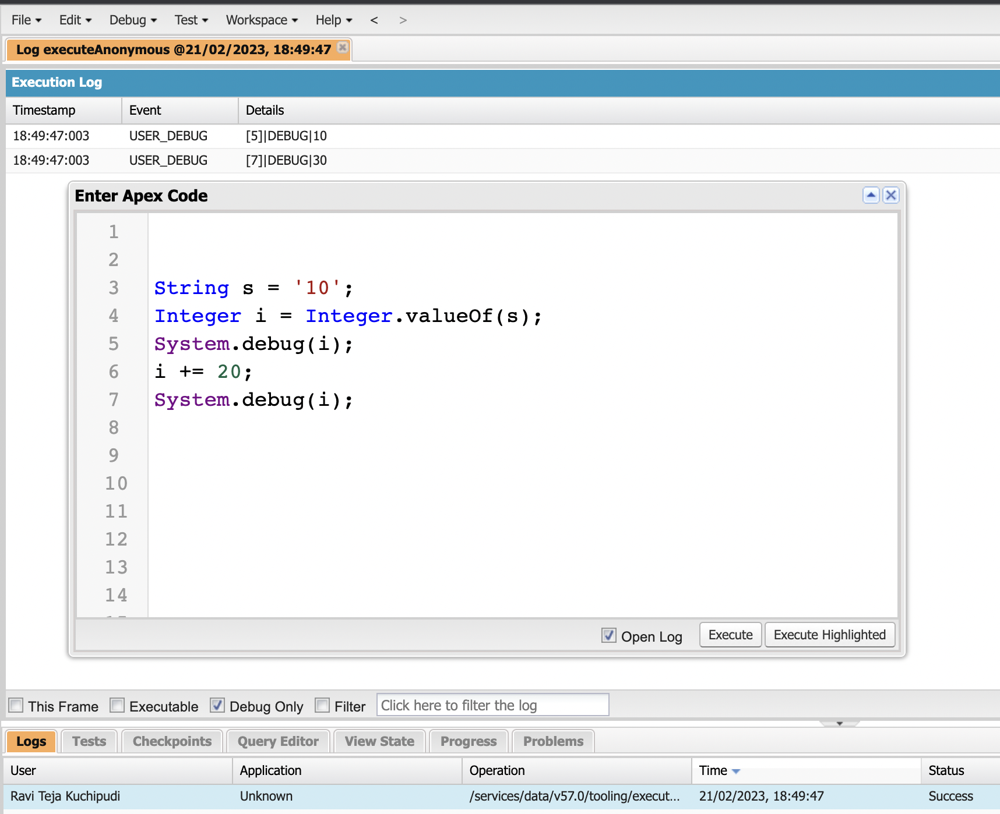 File Edit Debug Test Workspace Help < >
Log executeAnonymous @21/02/2023, 18:49:47
Execution Log
Timestamp Event Details
18:49:47:003 USER_DEBUG [5]|DEBUG|10
18:49:47:003 USER_DEBUG [7]|DEBUG|30
Enter Apex Code
1
2
3 String s = '10';
4 Integer i = Integer.valueOf(s);
5 System.debug(i);
6 i += 20;
7 System.debug(i);
8
9
10
11
12
13
14
Open Log Execute Execute Highlighted
This Frame Executable Debug Only Filter Click here to filter the log
Logs Tests Checkpoints Query Editor View State Progress Problems
User Application Operation Time Status
Ravi Teja Kuchipudi Unknown /services/data/v57.0/tooling/execut... 21/02/2023, 18:49:47 Success